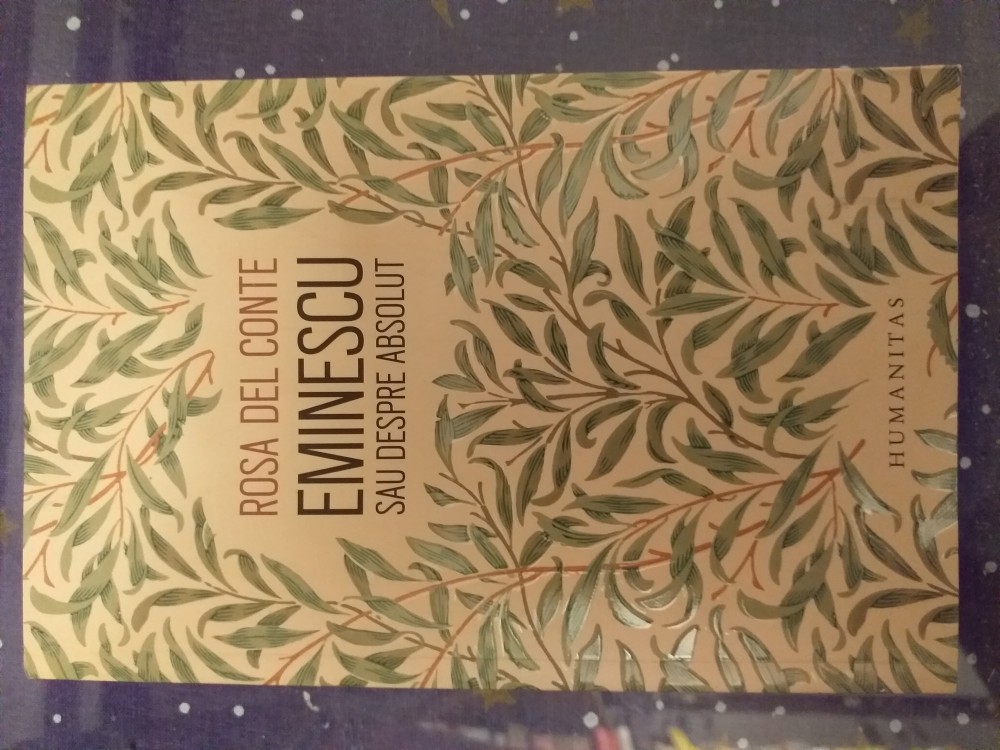 ROSA DEL CONTE
EMINESCU
SAU DESPRE ABSOLUT
HUMANITAS